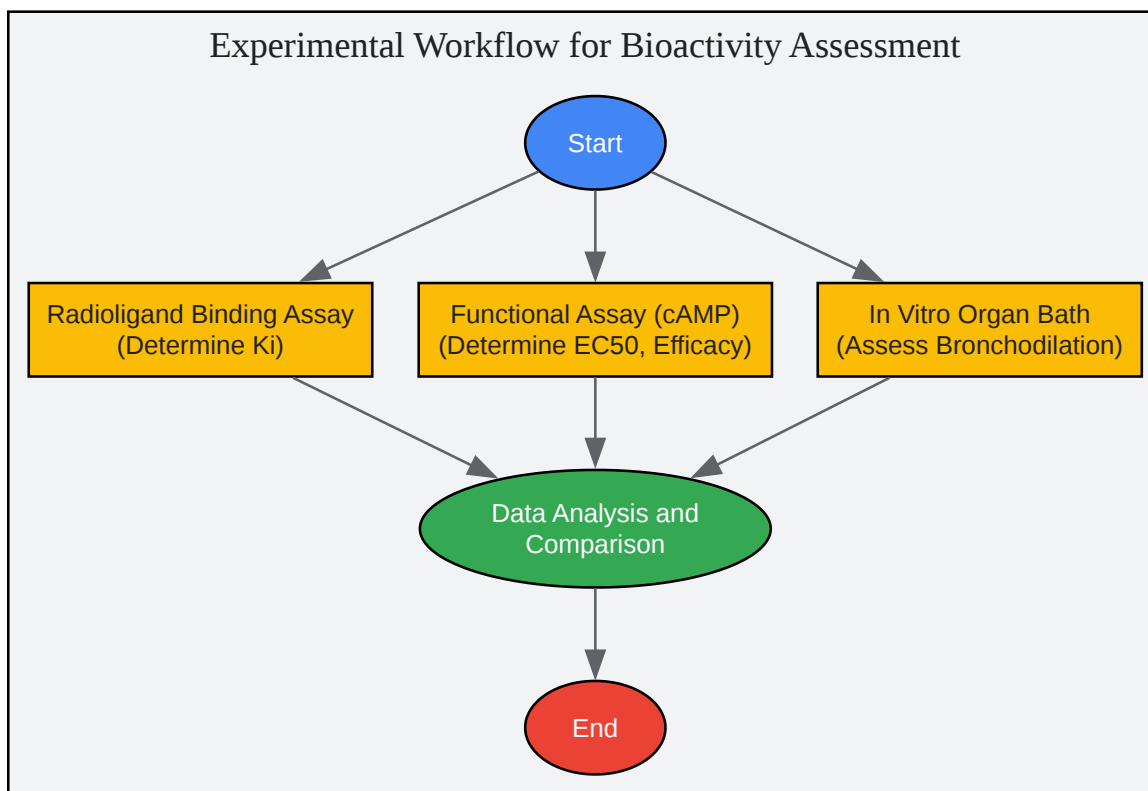 Experimental Workflow for Bioactivity Assessment
Start
Radioligand Binding Assay
(Determine Ki)
Functional Assay (cAMP)
(Determine EC50, Efficacy)
In Vitro Organ Bath
(Assess Bronchodilation)
Data Analysis and
Comparison
End